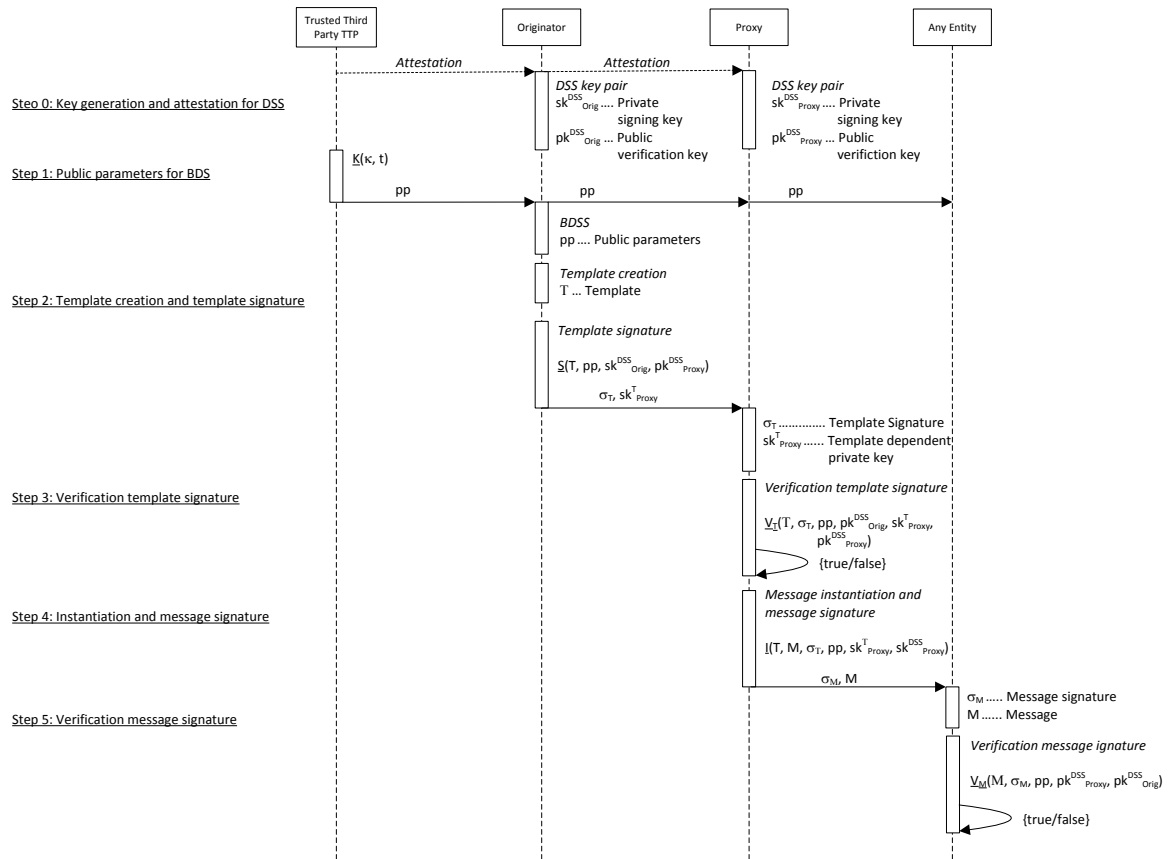 Trusted Third
Party TTP
Originator
Proxy
Any Entity
Attestation
Attestation
Steo 0: Key generation and attestation for DSS
DSS key pair
sk^DSS_Orig .... Private
signing key
pk^DSS_Orig ... Public
verification key
DSS key pair
sk^DSS_Proxy .... Private
signing key
pk^DSS_Proxy ... Public
verifiction key
Step 1: Public parameters for BDS
K(κ, t)
pp
pp
pp
BDSS
pp .... Public parameters
Step 2: Template creation and template signature
Template creation
T ... Template
Template signature
S(T, pp, sk^DSS_Orig, pk^DSS_Proxy)
σ_T, sk^T_Proxy
σ_T ............ Template Signature
sk^T_Proxy ...... Template dependent
private key
Step 3: Verification template signature
Verification template signature
V_T(T, σ_T, pp, pk^DSS_Orig, sk^T_Proxy,
pk^DSS_Proxy)
{true/false}
Step 4: Instantiation and message signature
Message instantiation and
message signature
I(T, M, σ_T, pp, sk^T_Proxy, sk^DSS_Proxy)
σ_M, M
Step 5: Verification message signature
σ_M ..... Message signature
M ...... Message
Verification message ignature
V_M(M, σ_M, pp, pk^DSS_Proxy, pk^DSS_Orig)
{true/false}